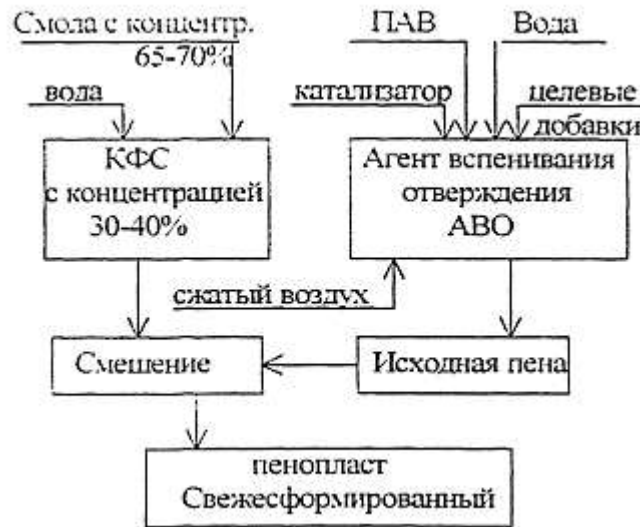 Смола с концентр.
65-70%
вода
ПАВ
Вода
катализатор
целевые
добавки
КФС
с концентрацией
30-40%
Агент вспенивания
отверждения
АВО
сжатый воздух
Смешение
Исходная пена
пенопласт
Свежесформированный